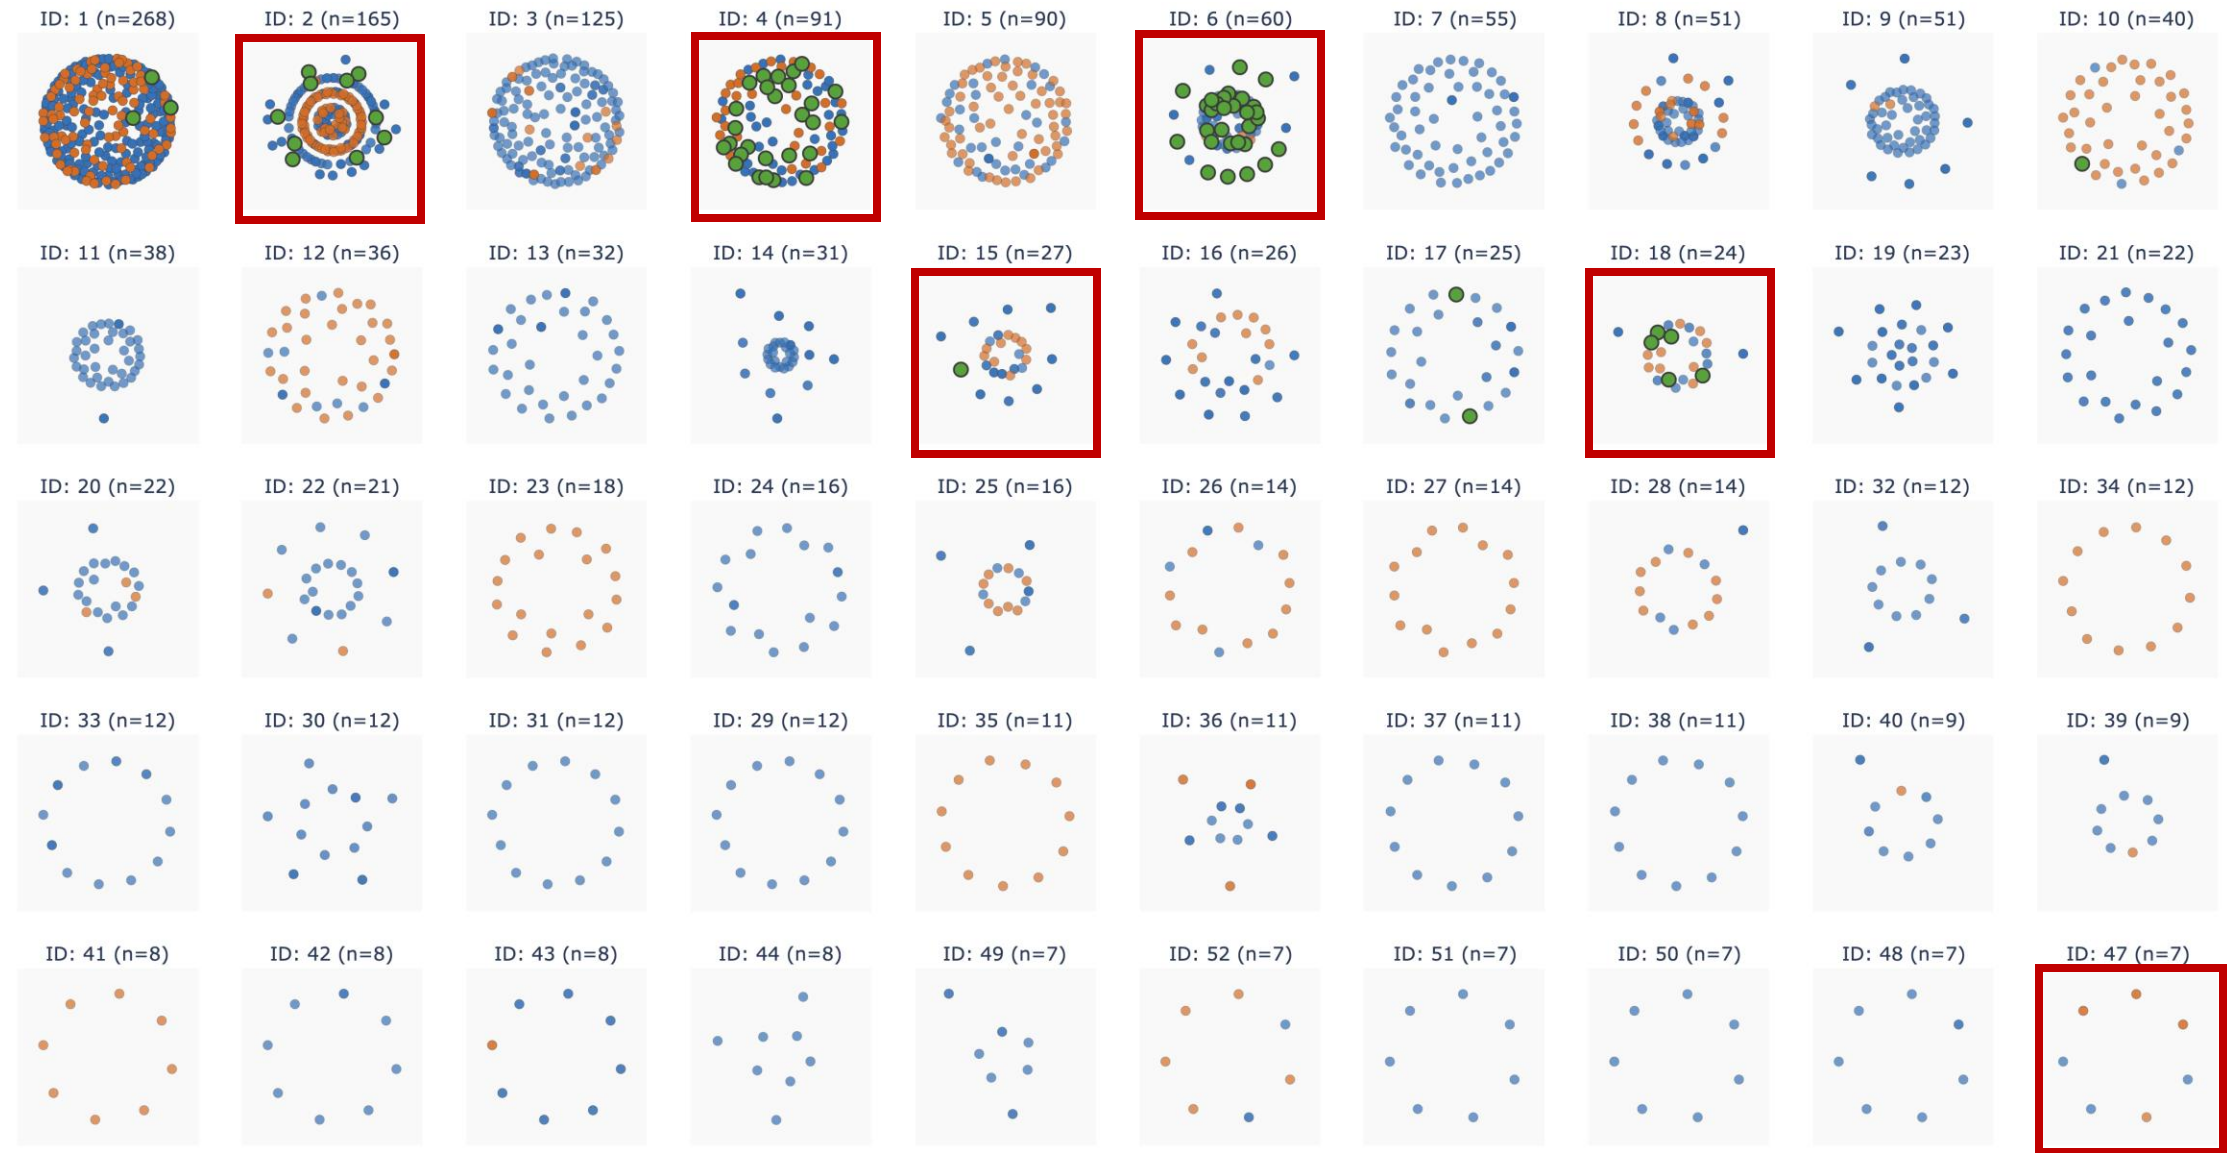 ID: 1 (n=268) ID: 2 (n=165) ID: 3 (n=125) ID: 4 (n=91) ID: 5 (n=90) ID: 6 (n=60) ID: 7 (n=55) ID: 8 (n=51) ID: 9 (n=51) ID: 10 (n=40)
ID: 11 (n=38) ID: 12 (n=36) ID: 13 (n=32) ID: 14 (n=31) ID: 15 (n=27) ID: 16 (n=26) ID: 17 (n=25) ID: 18 (n=24) ID: 19 (n=23) ID: 21 (n=22)
ID: 20 (n=22) ID: 22 (n=21) ID: 23 (n=18) ID: 24 (n=16) ID: 25 (n=16) ID: 26 (n=14) ID: 27 (n=14) ID: 28 (n=14) ID: 32 (n=12) ID: 34 (n=12)
ID: 33 (n=12) ID: 30 (n=12) ID: 31 (n=12) ID: 29 (n=12) ID: 35 (n=11) ID: 36 (n=11) ID: 37 (n=11) ID: 38 (n=11) ID: 40 (n=9) ID: 39 (n=9)
ID: 41 (n=8) ID: 42 (n=8) ID: 43 (n=8) ID: 44 (n=8) ID: 49 (n=7) ID: 52 (n=7) ID: 51 (n=7) ID: 50 (n=7) ID: 48 (n=7) ID: 47 (n=7)